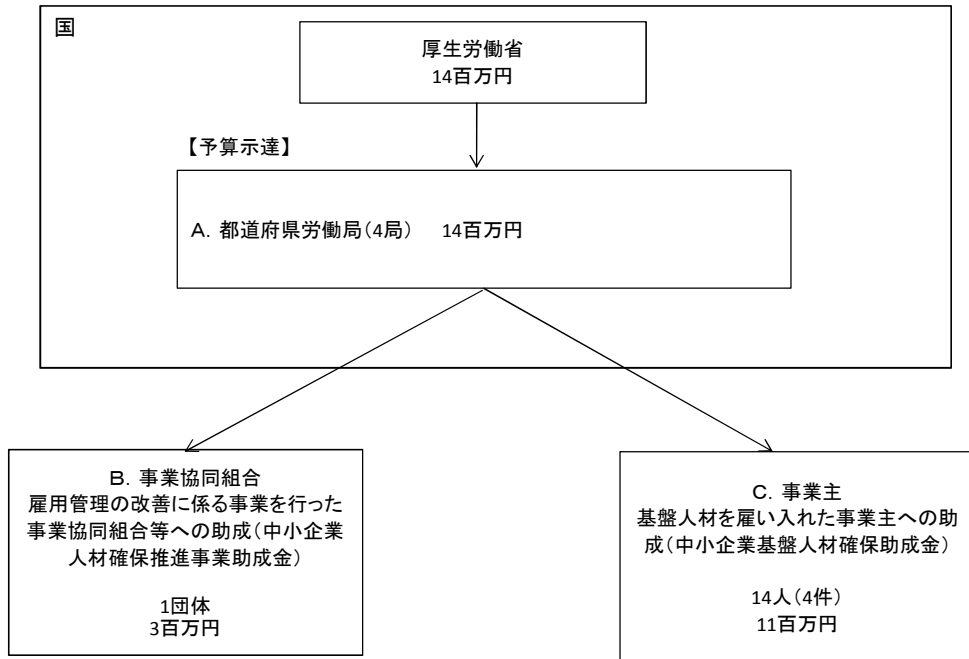 国
厚生労働省
14百万円
【予算示達】
A. 都道府県労働局(4局) 14百万円
B. 事業協同組合
雇用管理の改善に係る事業を行った
事業協同組合等への助成(中小企業
人材確保推進事業助成金)
1団体
3百万円
C. 事業主
基盤人材を雇い入れた事業主への助
成(中小企業基盤人材確保助成金)
14人(4件)
11百万円